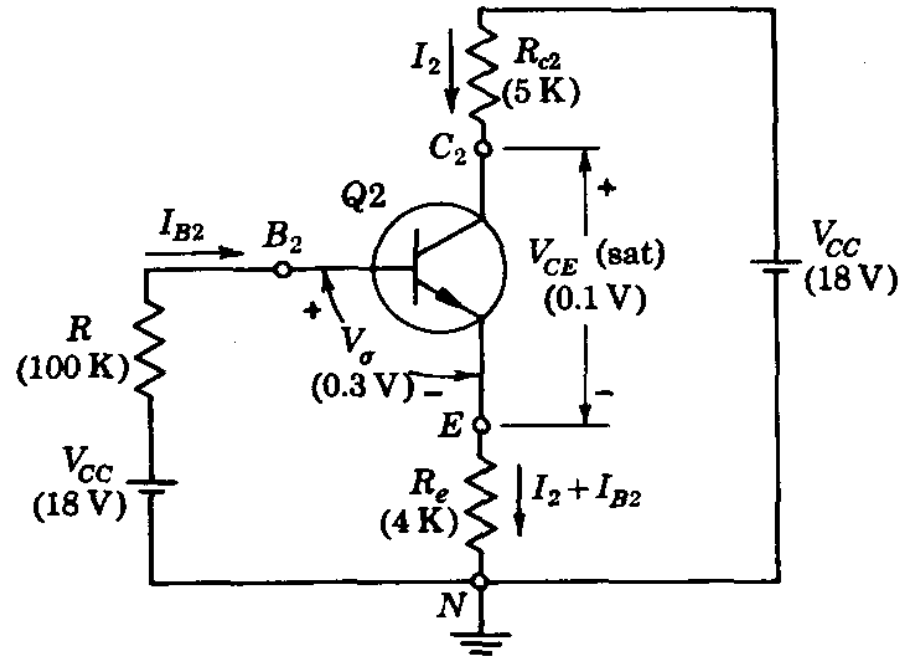 I2
Rc2
(5 K)
C2
+
Q2
IB2
B2
VCE (sat)
(0.1 V)
VCC
(18 V)
+
R
(100 K)
Vσ
(0.3 V)
−
−
E
VCC
(18 V)
Re
(4 K)
I2 + IB2
N